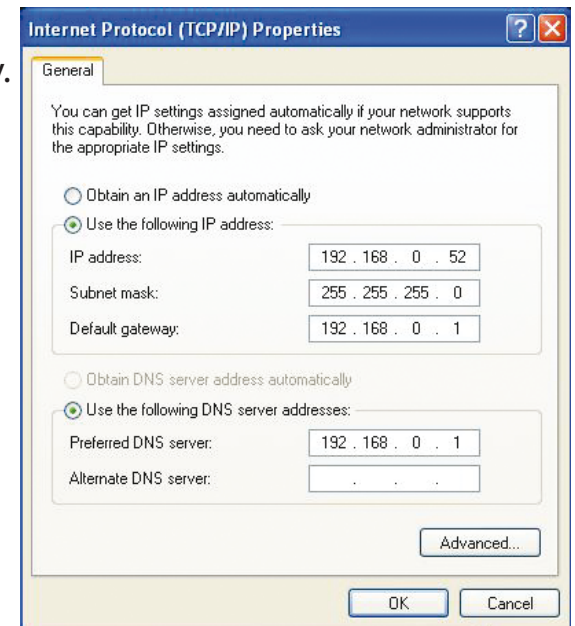 Internet Protocol (TCP/IP) Properties
y.
General
You can get IP settings assigned automatically if your network supports
this capability. Otherwise, you need to ask your network administrator for
the appropriate IP settings.
Obtain an IP address automatically
Use the following IP address:
IP address: 192 . 168 . 0 . 52
Subnet mask: 255 . 255 . 255 . 0
Default gateway: 192 . 168 . 0 . 1
Obtain DNS server address automatically
Use the following DNS server addresses:
Preferred DNS server: 192 . 168 . 0 . 1
Alternate DNS server: . . .
Advanced...
OK Cancel